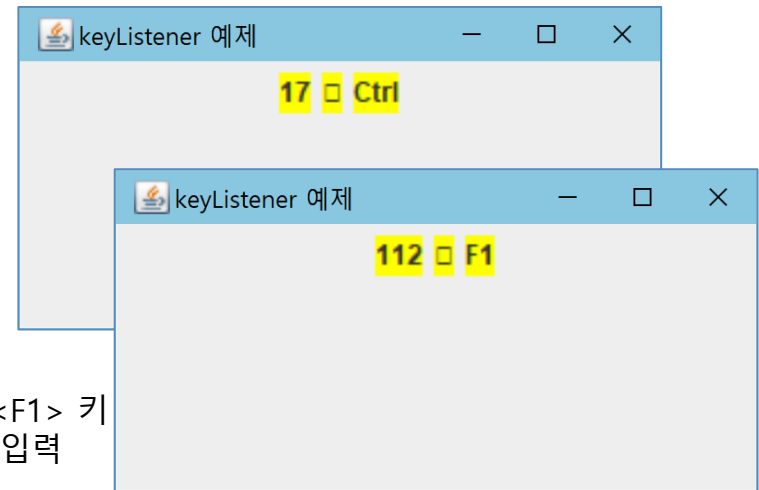 keyListener 예제
17 □ Ctrl
keyListener 예제
112 □ F1
<F1> 키
입력